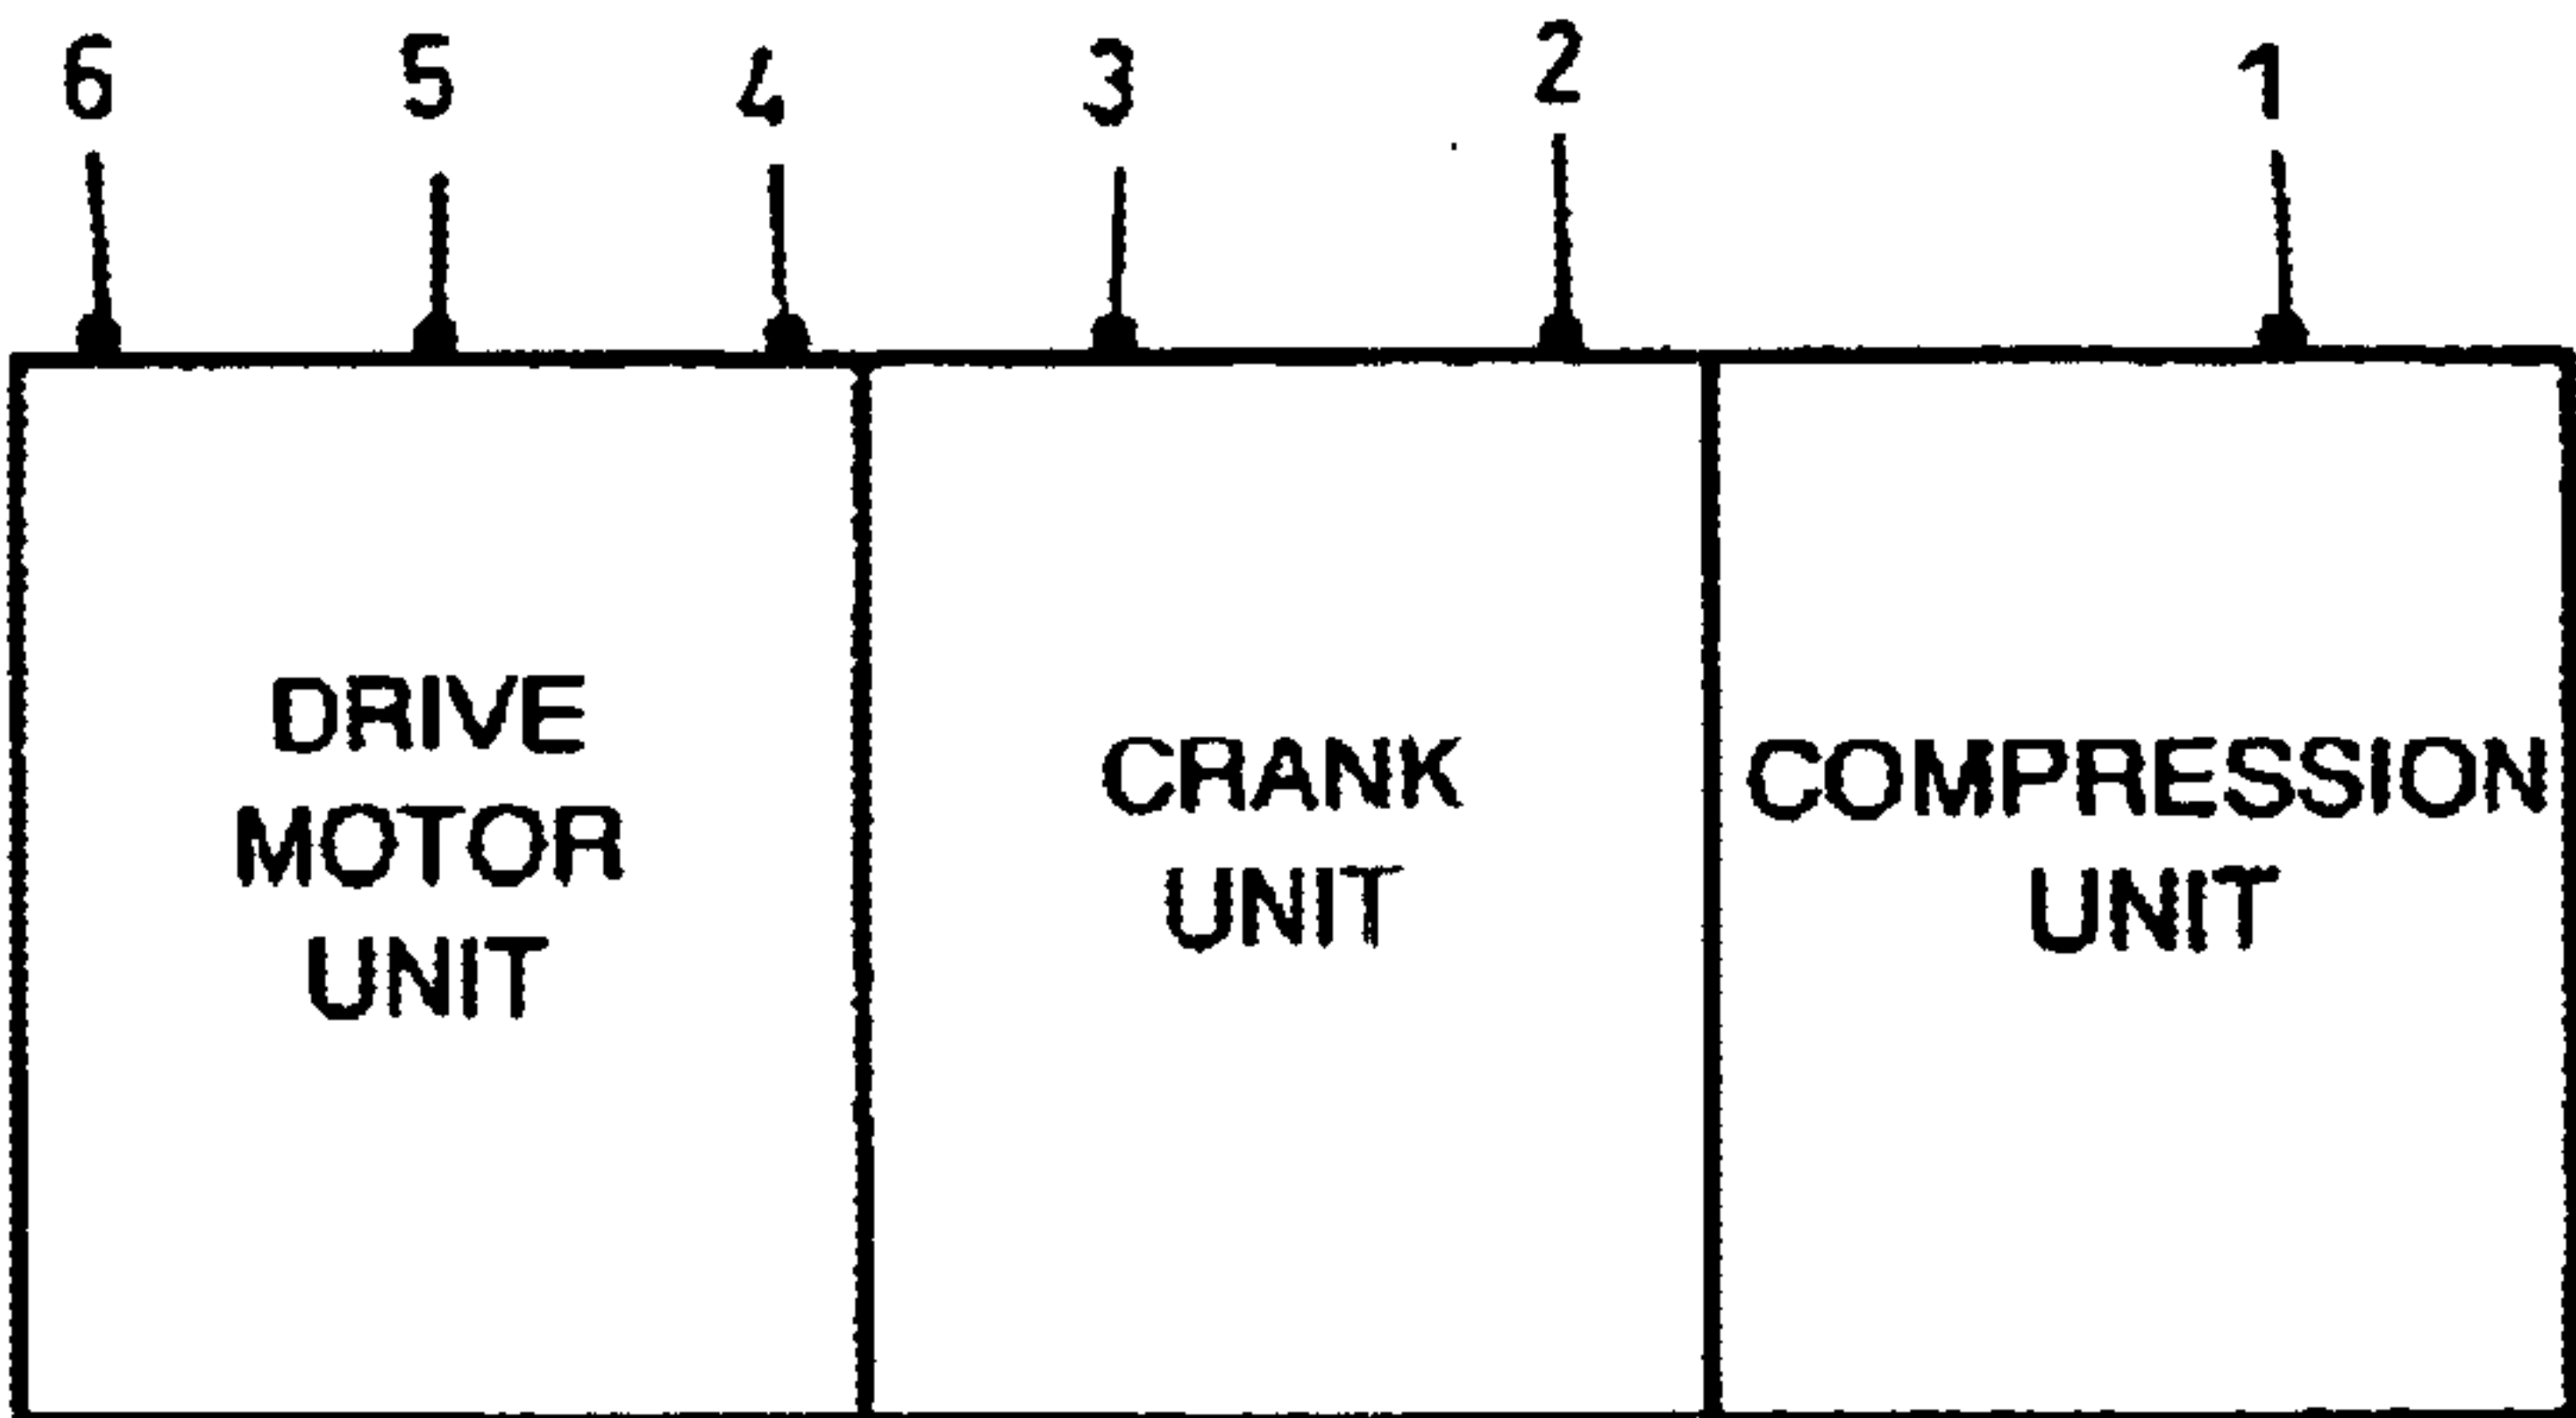 6 5 4 3 2 1
DRIVE
MOTOR
UNIT
CRANK
UNIT
COMPRESSION
UNIT